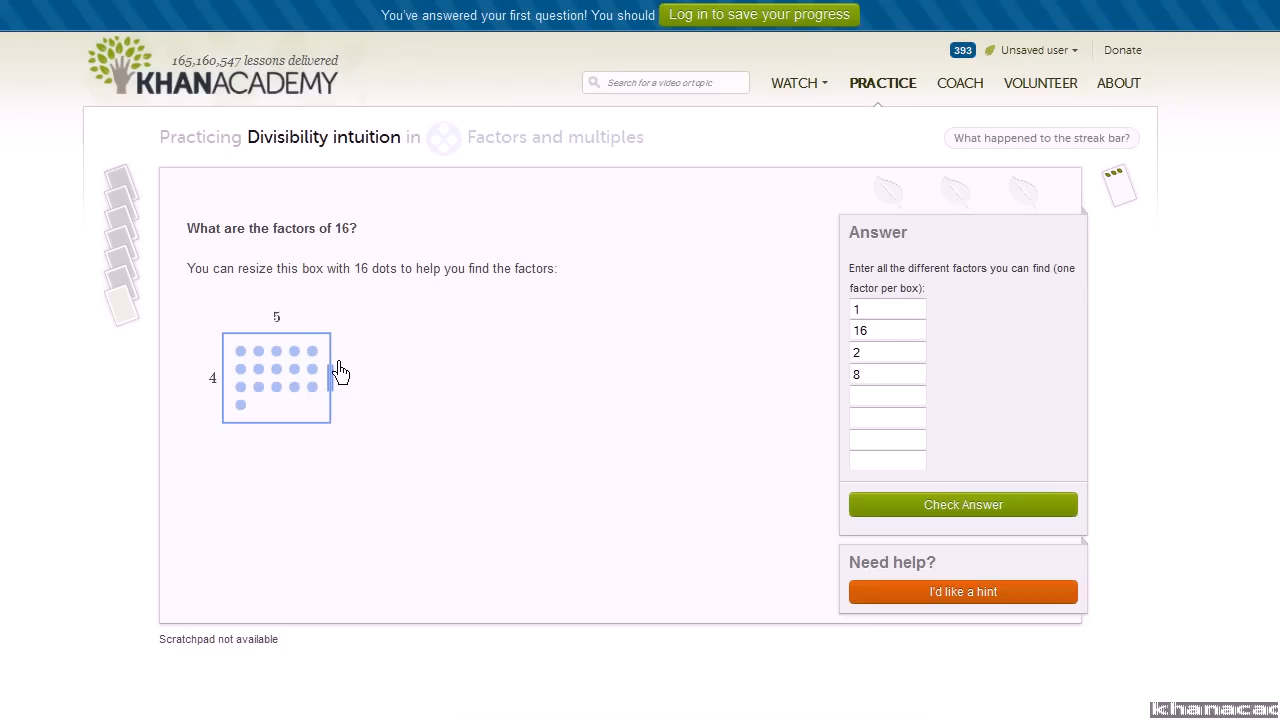 You've answered your first question! You should Log in to save your progress
165,160,547 lessons delivered
KHANACADEMY
393 Unsaved user Donate
Search for a video or topic
WATCH PRACTICE COACH VOLUNTEER ABOUT
Practicing Divisibility intuition in Factors and multiples
What happened to the streak bar?
What are the factors of 16?
You can resize this box with 16 dots to help you find the factors:
5
4
Answer
Enter all the different factors you can find (one
factor per box):
1
16
2
8
Check Answer
Need help?
I'd like a hint
Scratchpad not available
khanacad